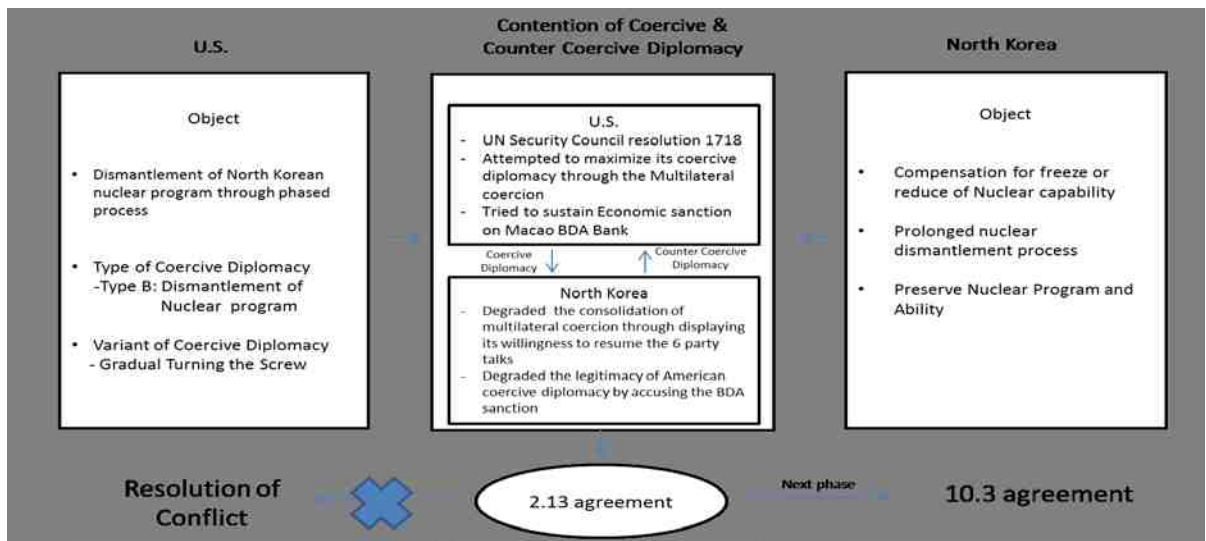 U.S.
Object
• Dismantlement of North Korean
nuclear program through phased
process
• Type of Coercive Diplomacy
-Type B: Dismantlement of
Nuclear program
• Variant of Coercive Diplomacy
- Gradual Turning the Screw
Contention of Coercive &
Counter Coercive Diplomacy
U.S.
- UN Security Council resolution 1718
- Attempted to maximize its coercive
diplomacy through the Multilateral
coercion
- Tried to sustain Economic sanction
on Macao BDA Bank
Coercive
Diplomacy
Counter Coercive
Diplomacy
North Korea
- Degraded the consolidation of
multilateral coercion through displaying
its willingness to resume the 6 party
talks
- Degraded the legitimacy of American
coercive diplomacy by accusing the BDA
sanction
North Korea
Object
• Compensation for freeze or
reduce of Nuclear capability
• Prolonged nuclear
dismantlement process
• Preserve Nuclear Program and
Ability
Resolution of
Conflict
2.13 agreement
Next phase
10.3 agreement